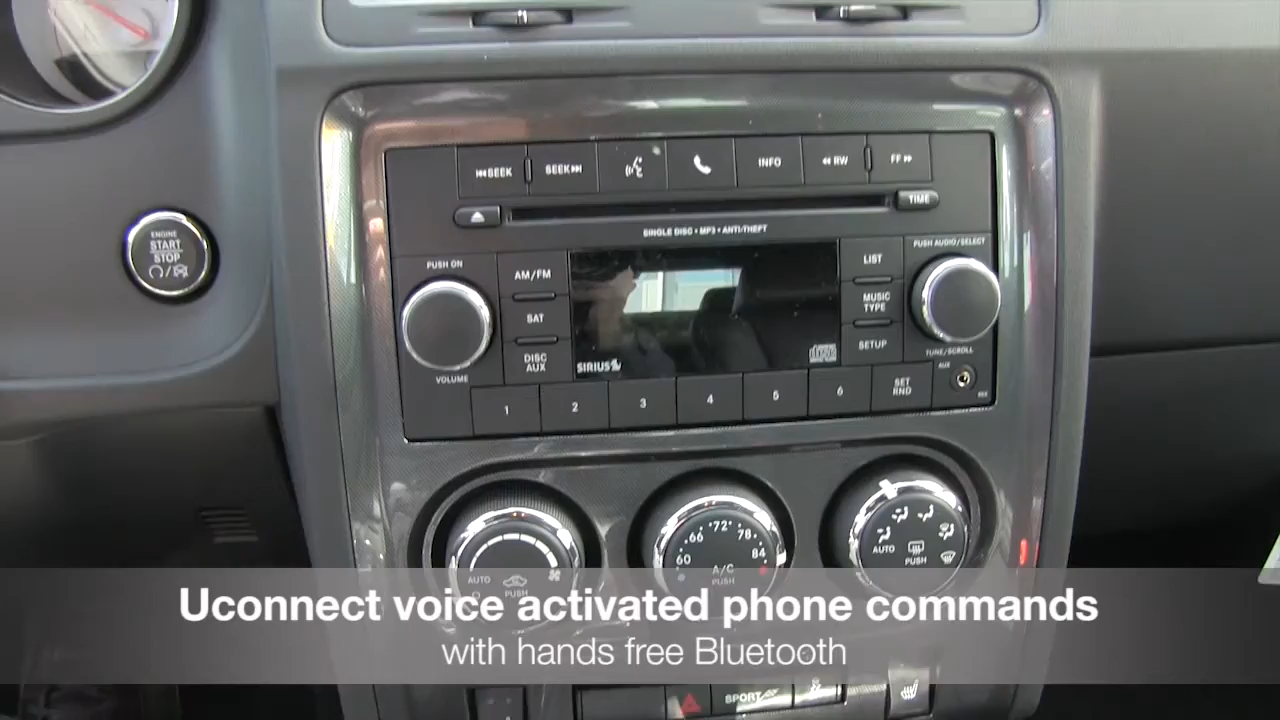 SEEK
SEEK
INFO
RW
FF
TIME
SINGLE DISC • MP3 • ANTI-THEFT
ENGINE
START
STOP
PUSH ON
VOLUME
AM/FM
SAT
DISC
AUX
SIRIUS
LIST
MUSIC
TYPE
SETUP
PUSH AUDIO/SELECT
TUNE/SCROLL
AUX
1
2
3
4
5
6
SET
RND
AUTO
PUSH
60
66
72
78
84
A/C
PUSH
AUTO
PUSH
Uconnect voice activated phone commands
with hands free Bluetooth
SPORT